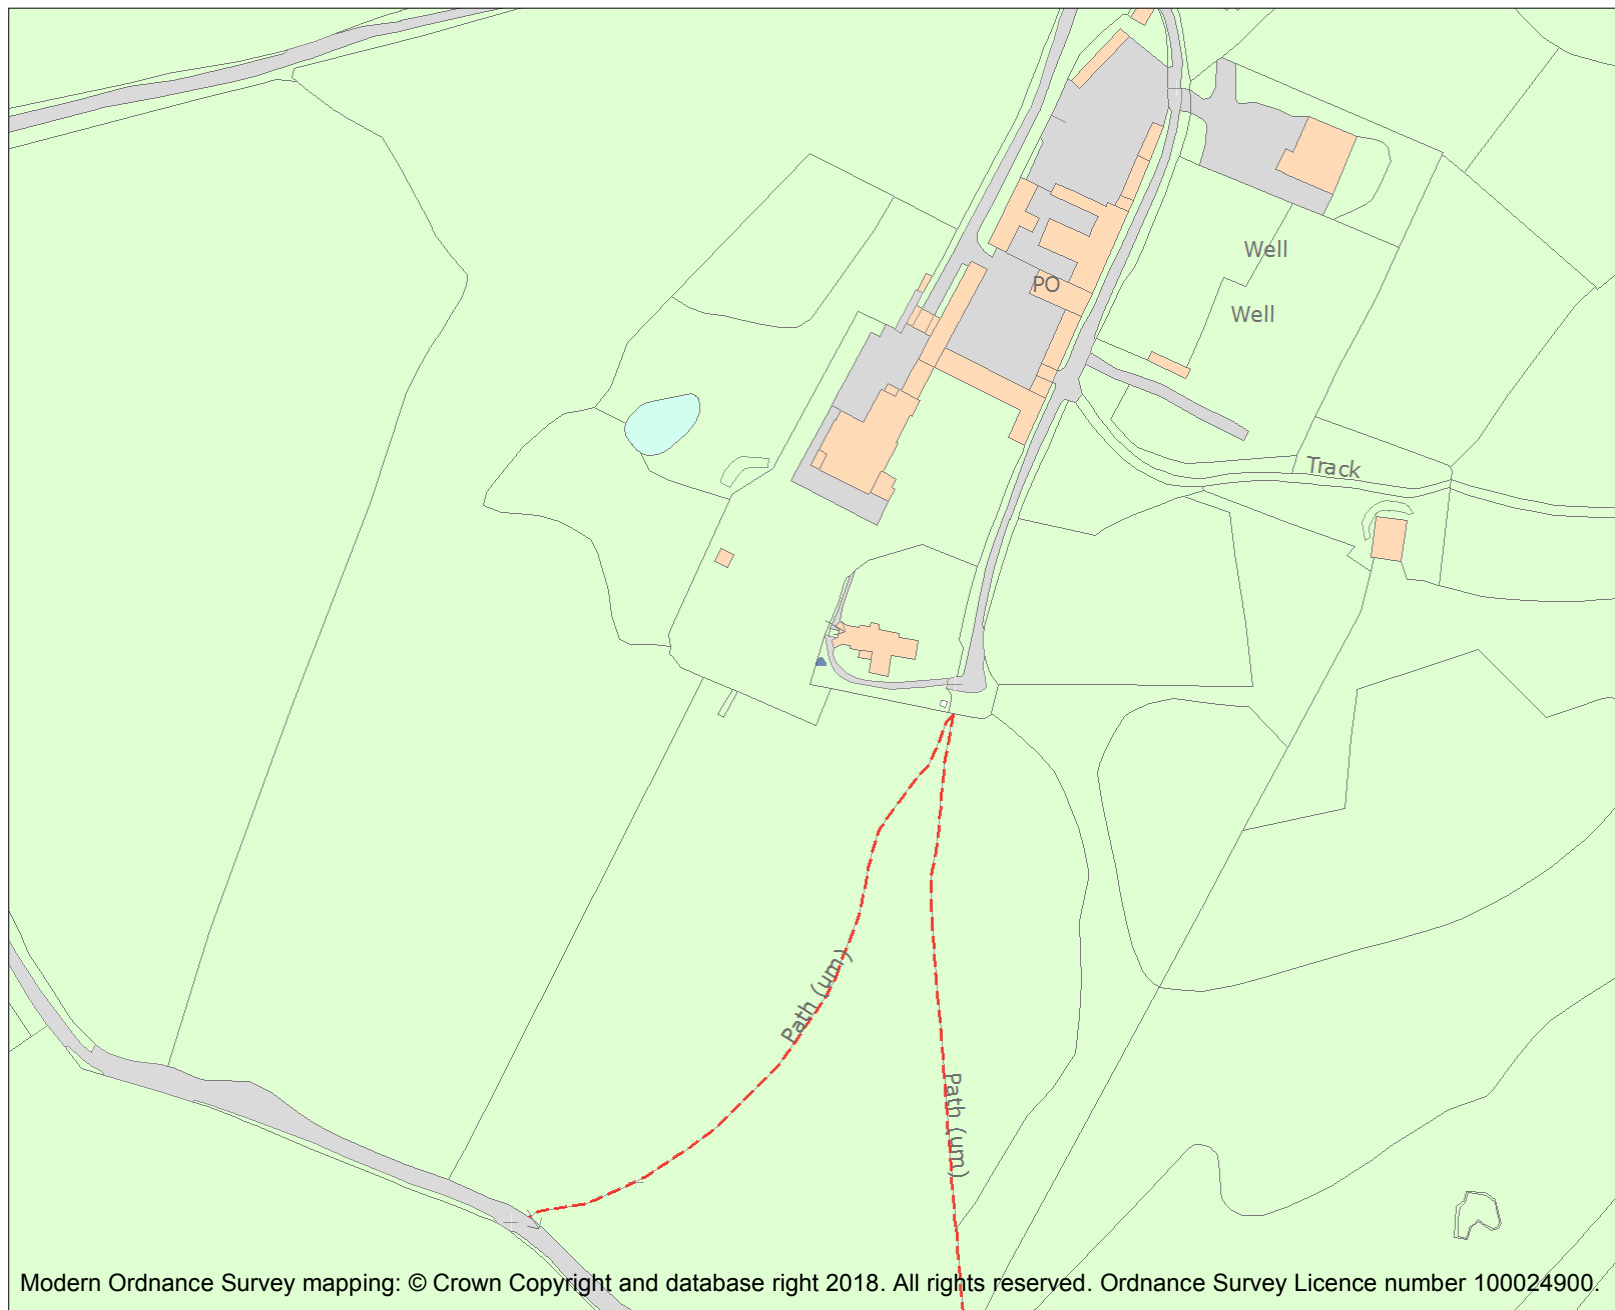 Well
PO
Well
Track
Path (um)
Path (um)
Modern Ordnance Survey mapping: © Crown Copyright and database right 2018. All rights reserved. Ordnance Survey Licence number 100024900.